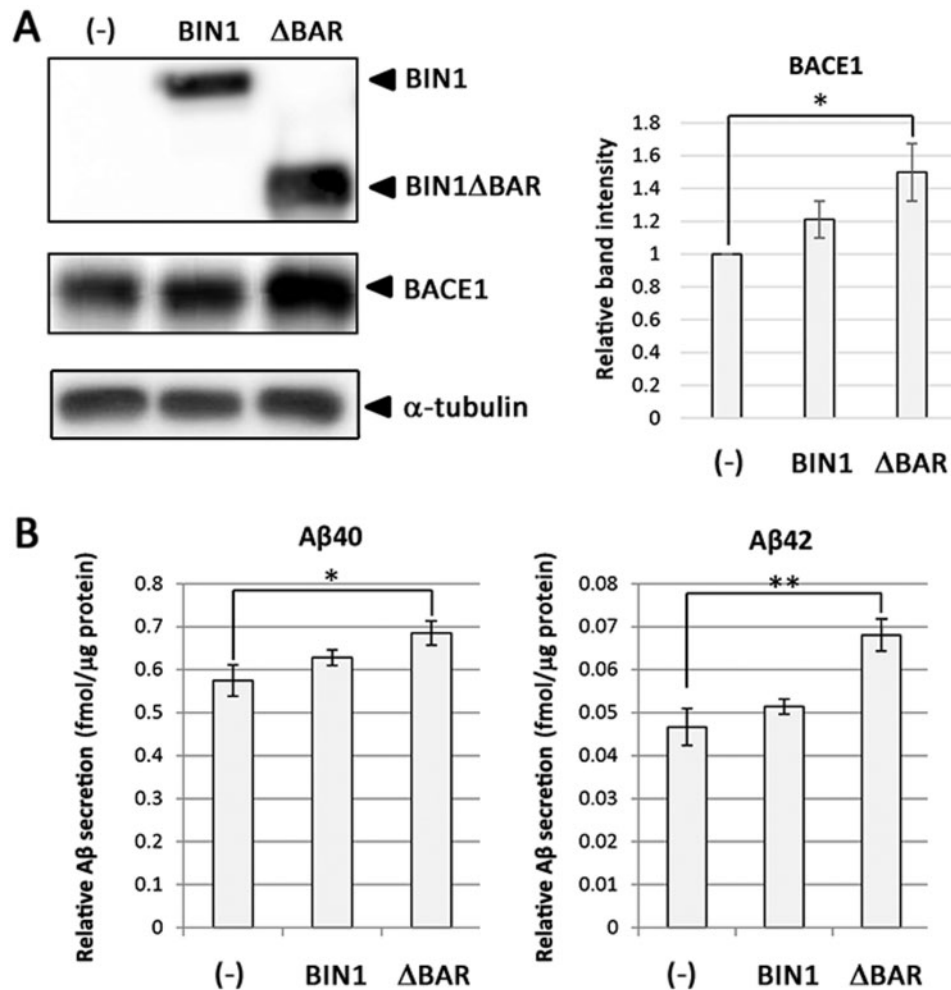 A
(-) BIN1 ΔBAR
BIN1
BIN1ΔBAR
BACE1
α-tubulin
BACE1
*
Relative band intensity
1.8
1.6
1.4
1.2
1
0.8
0.6
0.4
0.2
0
(-) BIN1 ΔBAR
B
Aβ40
*
Relative Aβ secretion (fmol/μg protein)
0.8
0.7
0.6
0.5
0.4
0.3
0.2
0.1
0
(-) BIN1 ΔBAR
Aβ42
**
Relative Aβ secretion (fmol/μg protein)
0.08
0.07
0.06
0.05
0.04
0.03
0.02
0.01
0
(-) BIN1 ΔBAR